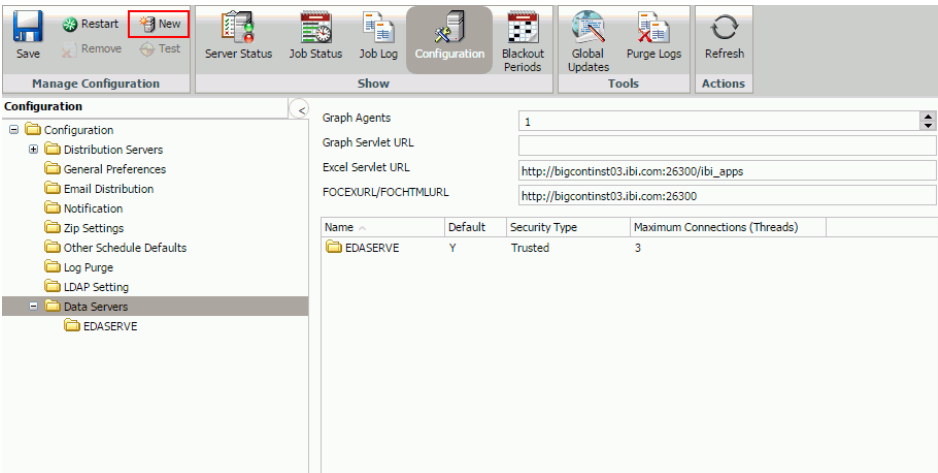 Save
Restart
New
Remove
Test
Manage Configuration
Server Status
Job Status
Job Log
Configuration
Blackout
Periods
Show
Global
Updates
Purge Logs
Tools
Refresh
Actions
Configuration
Configuration
Distribution Servers
General Preferences
Email Distribution
Notification
Zip Settings
Other Schedule Defaults
Log Purge
LDAP Setting
Data Servers
EDASERVE
Graph Agents 1
Graph Servlet URL
Excel Servlet URL http://bigcontinst03.ibi.com:26300/ibi_apps
FOCEXURL/FOCHTMLURL http://bigcontinst03.ibi.com:26300
Name Default Security Type Maximum Connections (Threads)
EDASERVE Y Trusted 3